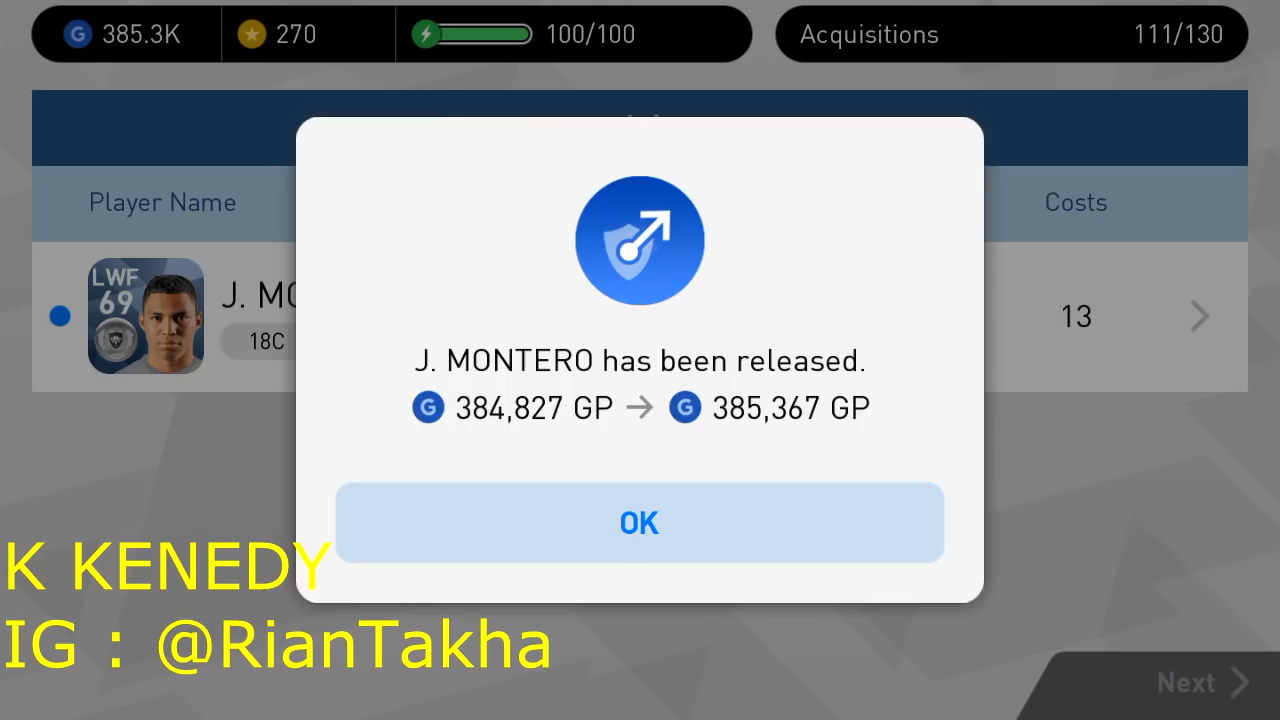 385.3K 270 100/100 Acquisitions 111/130
Player Name Costs
LWF
69
J. MO
18C
13
J. MONTERO has been released.
384,827 GP → 385,367 GP
OK
K KENEDY
IG : @RianTakha
Next